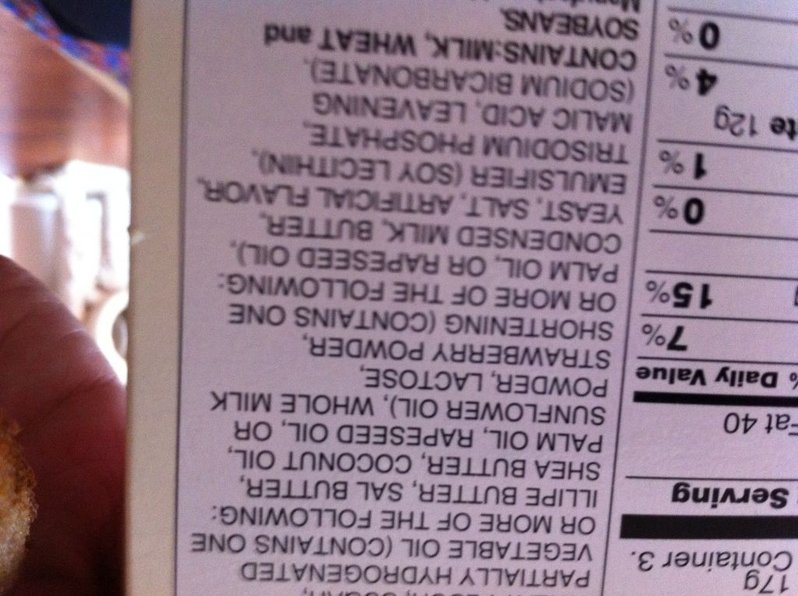 17g
Container 3.
Serving
Fat 40
% Daily Value
7%
15%
0%
1%
12g
4%
0%
PARTIALLY HYDROGENATED
VEGETABLE OIL (CONTAINS ONE
OR MORE OF THE FOLLOWING:
ILLIPE BUTTER, SAL BUTTER,
SHEA BUTTER, COCONUT OIL,
PALM OIL, RAPESEED OIL, OR
SUNFLOWER OIL), WHOLE MILK
POWDER, LACTOSE,
STRAWBERRY POWDER,
SHORTENING (CONTAINS ONE
OR MORE OF THE FOLLOWING:
PALM OIL, OR RAPESEED OIL),
CONDENSED MILK, BUTTER,
YEAST, SALT, ARTIFICIAL FLAVOR,
EMULSIFIER (SOY LECITHIN),
TRISODIUM PHOSPHATE,
MALIC ACID, LEAVENING
(SODIUM BICARBONATE).
CONTAINS:MILK, WHEAT and
SOYBEANS.